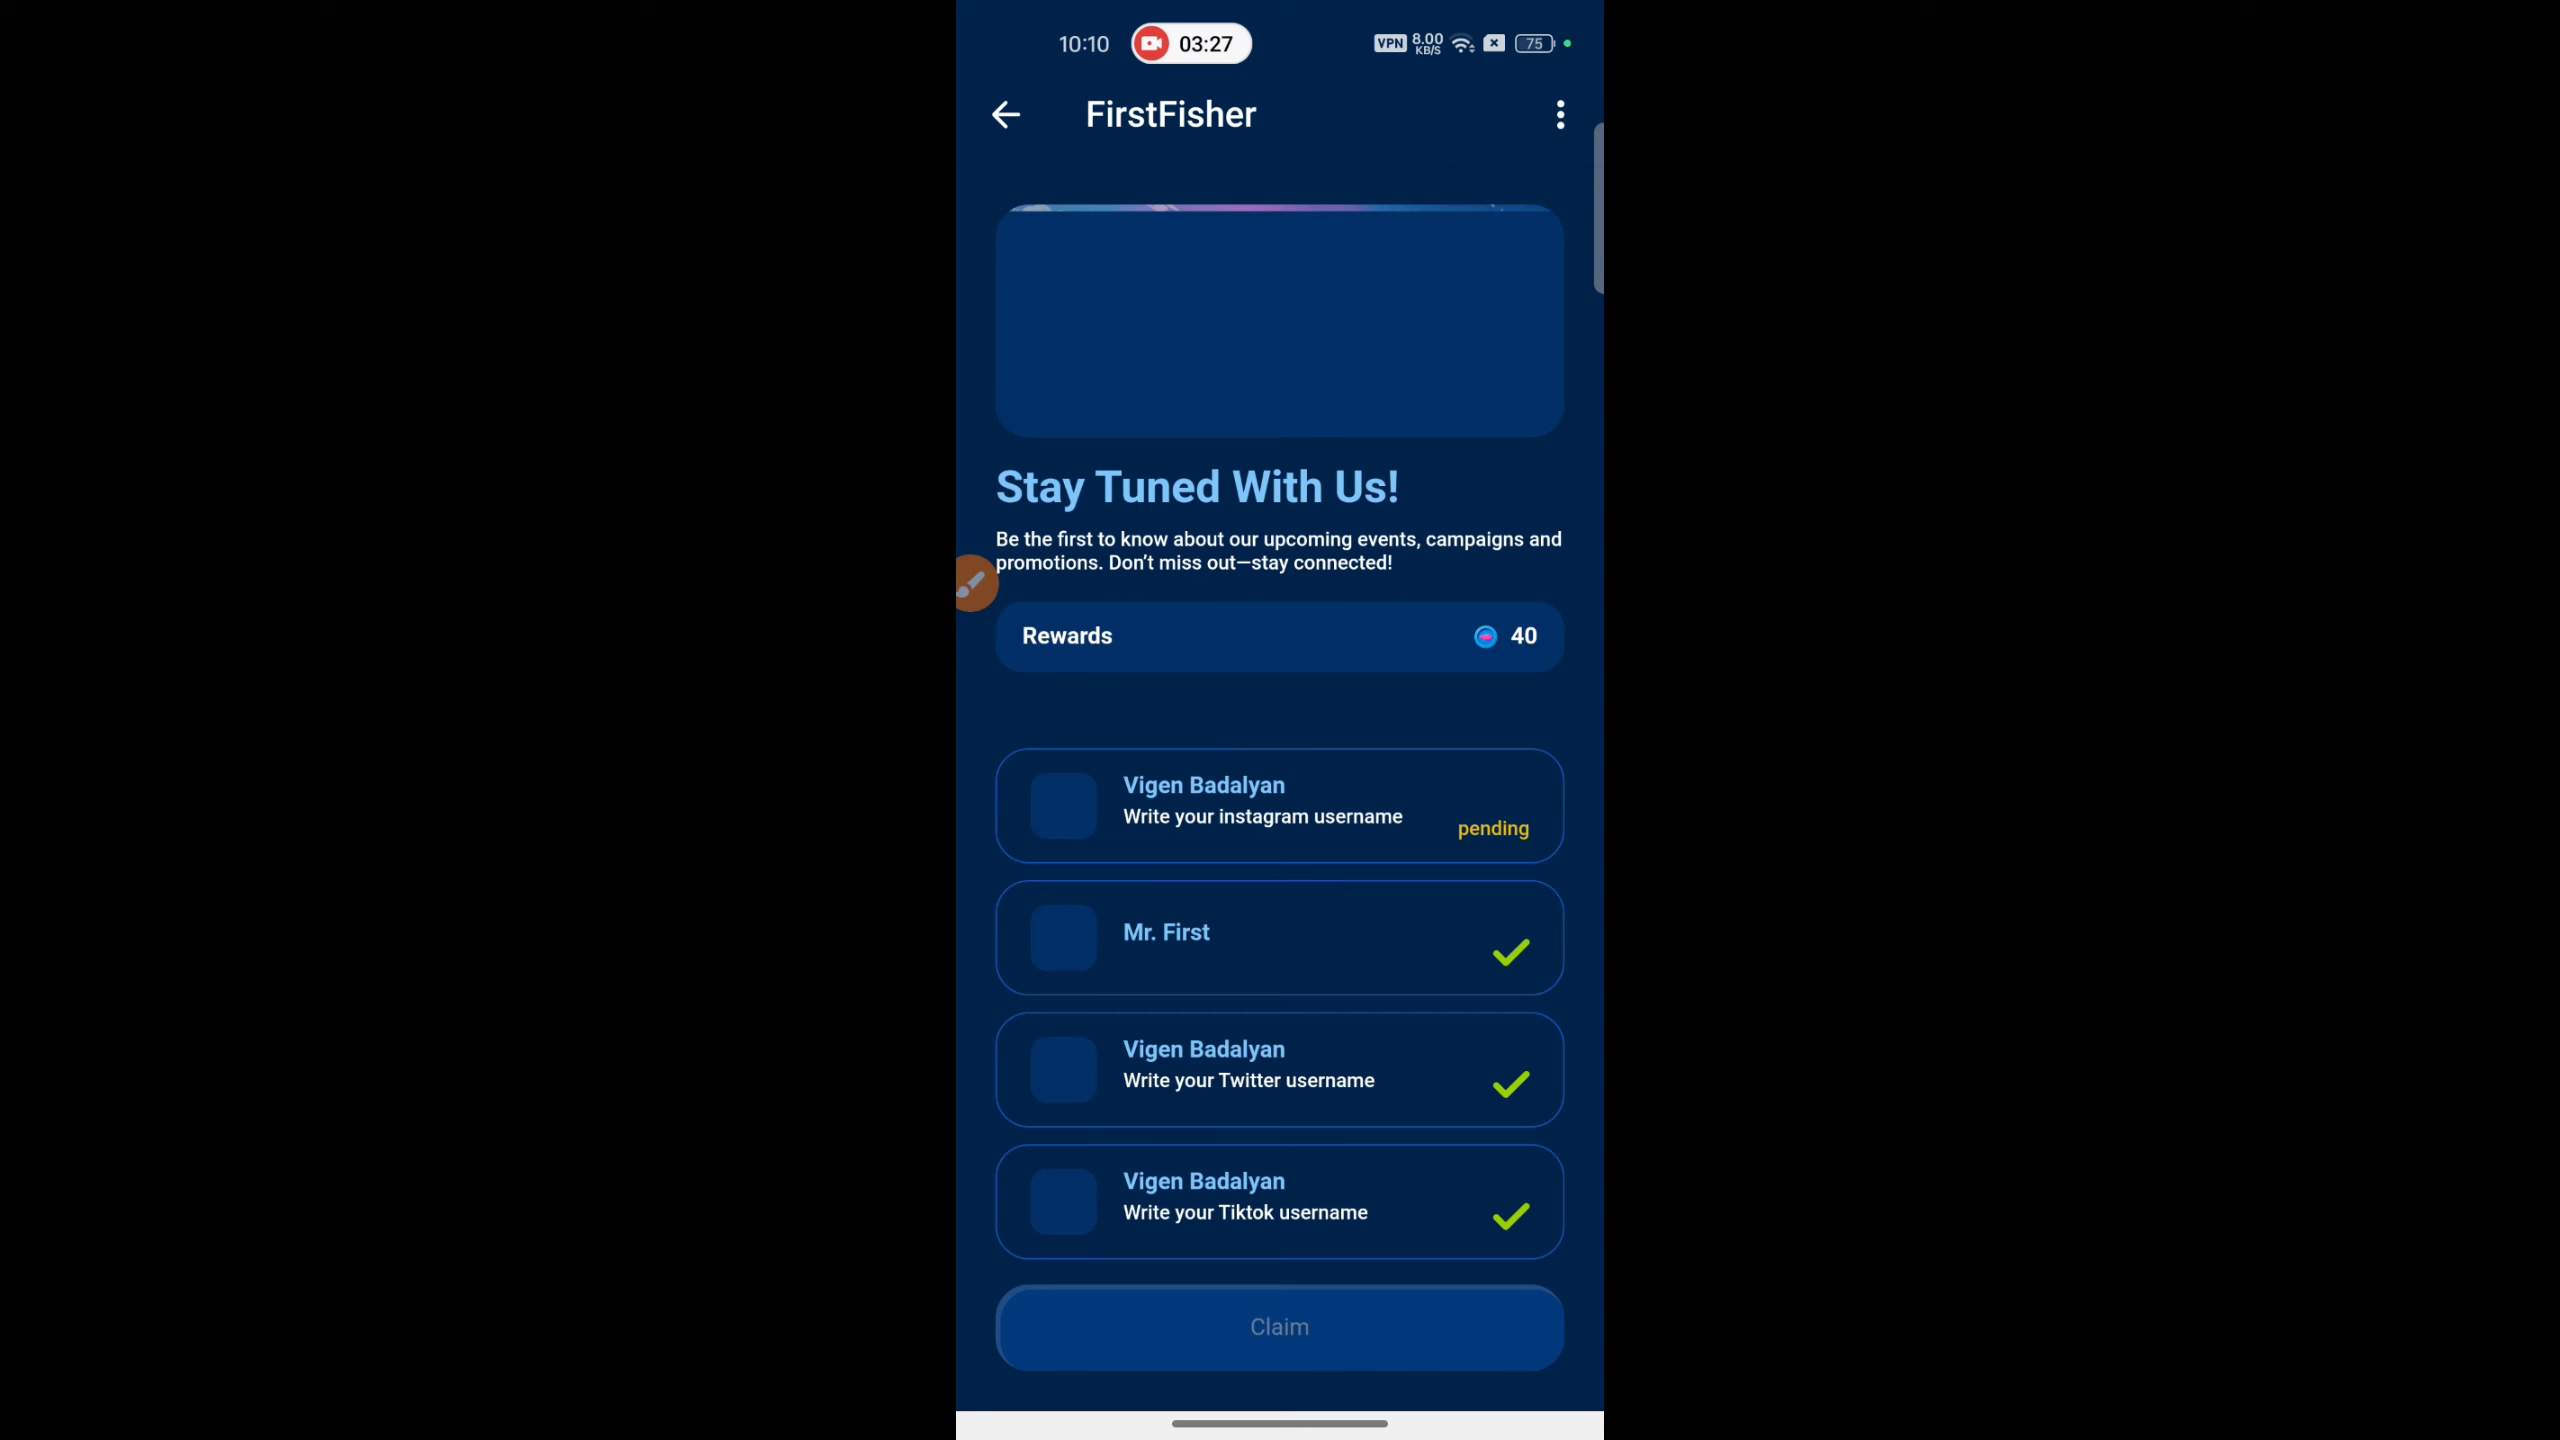 10:10
03:27
VPN
8.00
KB/S
75
FirstFisher
Stay Tuned With Us!
Be the first to know about our upcoming events, campaigns and
promotions. Don't miss out—stay connected!
Rewards
40
Vigen Badalyan
Write your instagram username
pending
Mr. First
Vigen Badalyan
Write your Twitter username
Vigen Badalyan
Write your Tiktok username
Claim